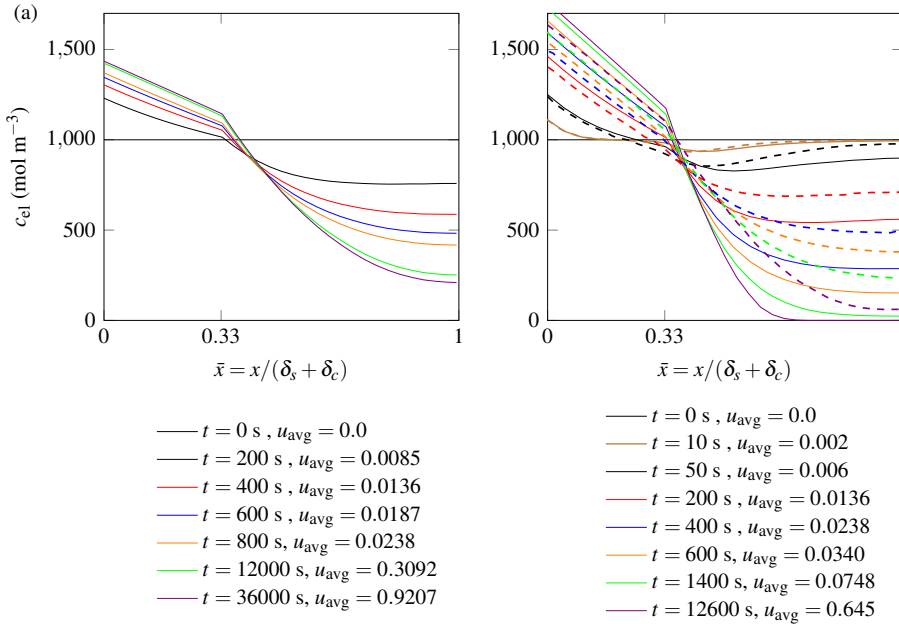 (a)
1,500
1,000
500
0
c_el (mol m⁻³)
0
0.33
1
x̄ = x/(δ_s + δ_c)
t = 0 s , u_avg = 0.0
t = 200 s , u_avg = 0.0085
t = 400 s , u_avg = 0.0136
t = 600 s , u_avg = 0.0187
t = 800 s, u_avg = 0.0238
t = 12000 s, u_avg = 0.3092
t = 36000 s, u_avg = 0.9207
1,500
1,000
500
0
0
0.33
x̄ = x/(δ_s + δ_c)
t = 0 s , u_avg = 0.0
t = 10 s , u_avg = 0.002
t = 50 s , u_avg = 0.006
t = 200 s , u_avg = 0.0136
t = 400 s , u_avg = 0.0238
t = 600 s , u_avg = 0.0340
t = 1400 s , u_avg = 0.0748
t = 12600 s, u_avg = 0.645